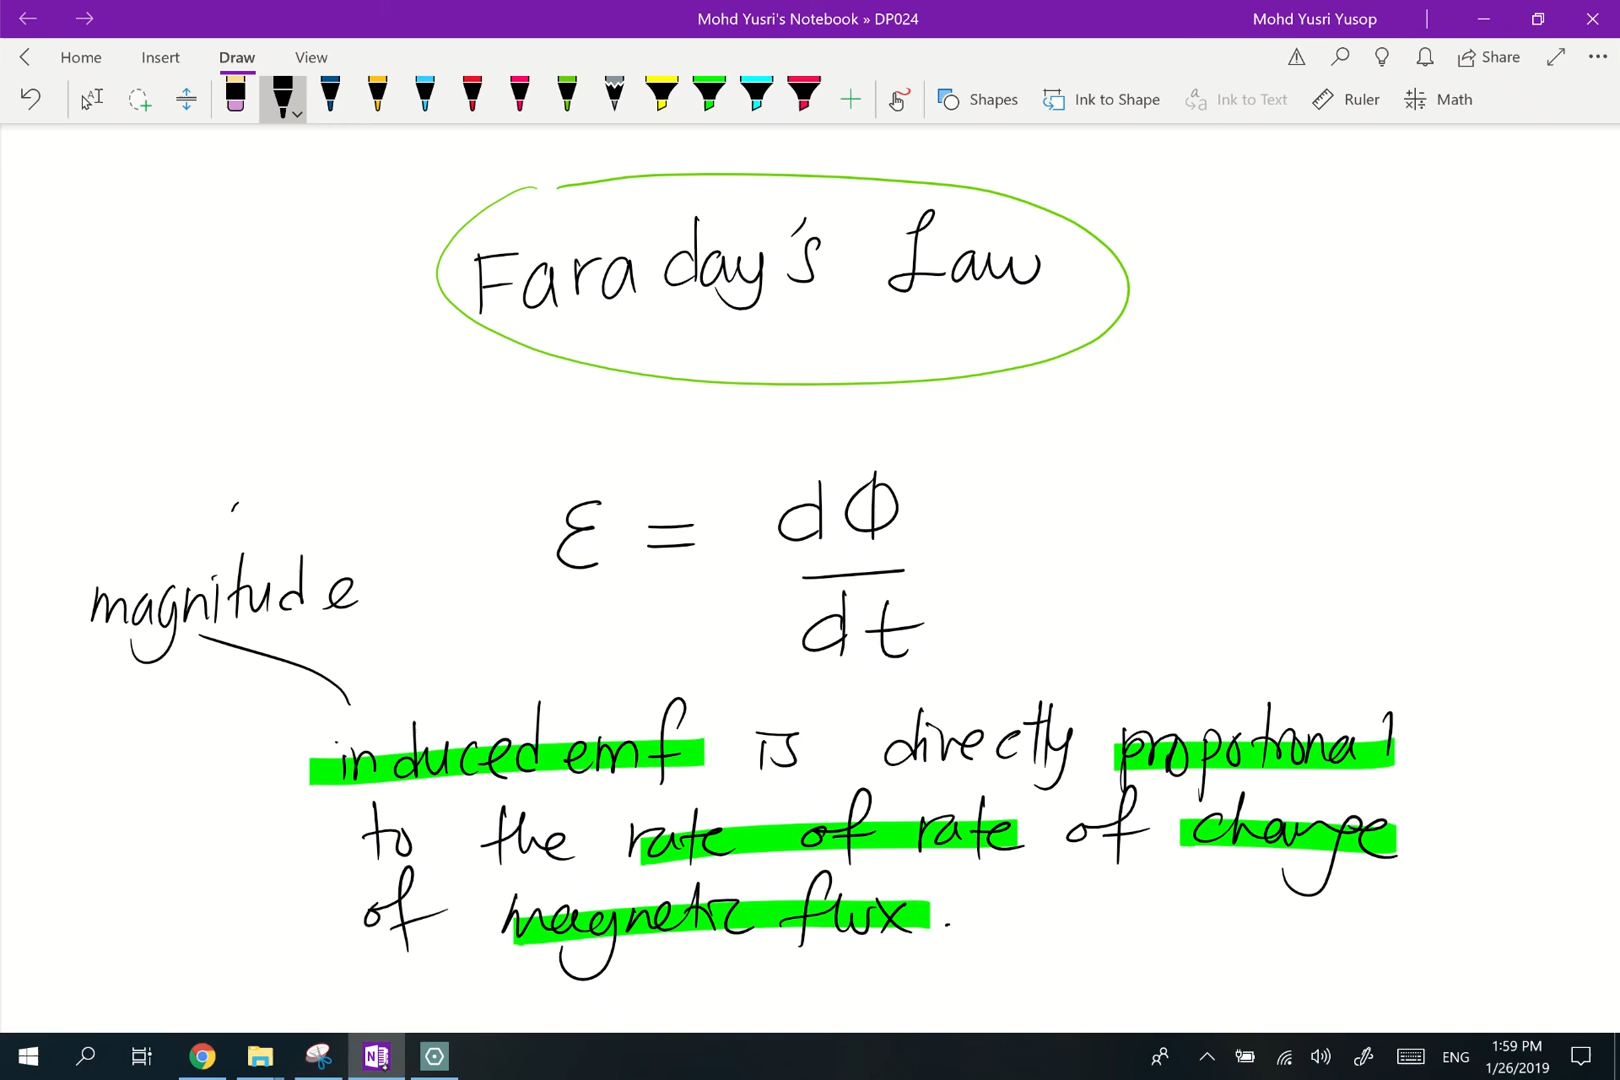 Mohd Yusri's Notebook » DP024
Mohd Yusri Yusop
Home Insert Draw View Share
Shapes Ink to Shape Ink to Text Ruler Math
Faraday's Law
ε = dΦ
dt
magnitude
induced emf is directly propotional
to the rate of rate of change
of magnetic flux.
ENG
1:59 PM
1/26/2019